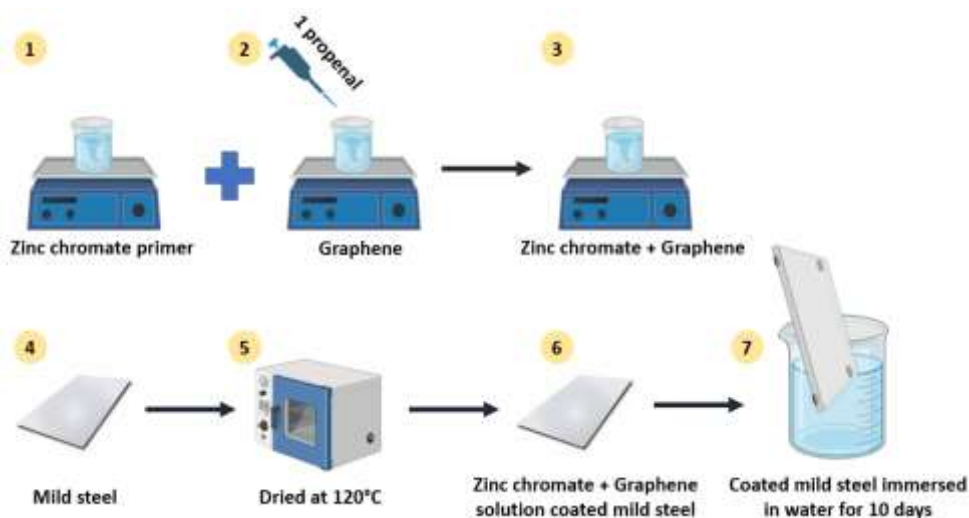 1
2
1 propenal
3
Zinc chromate primer
Graphene
Zinc chromate + Graphene
4
5
6
7
Mild steel
Dried at 120°C
Zinc chromate + Graphene
solution coated mild steel
Coated mild steel immersed
in water for 10 days